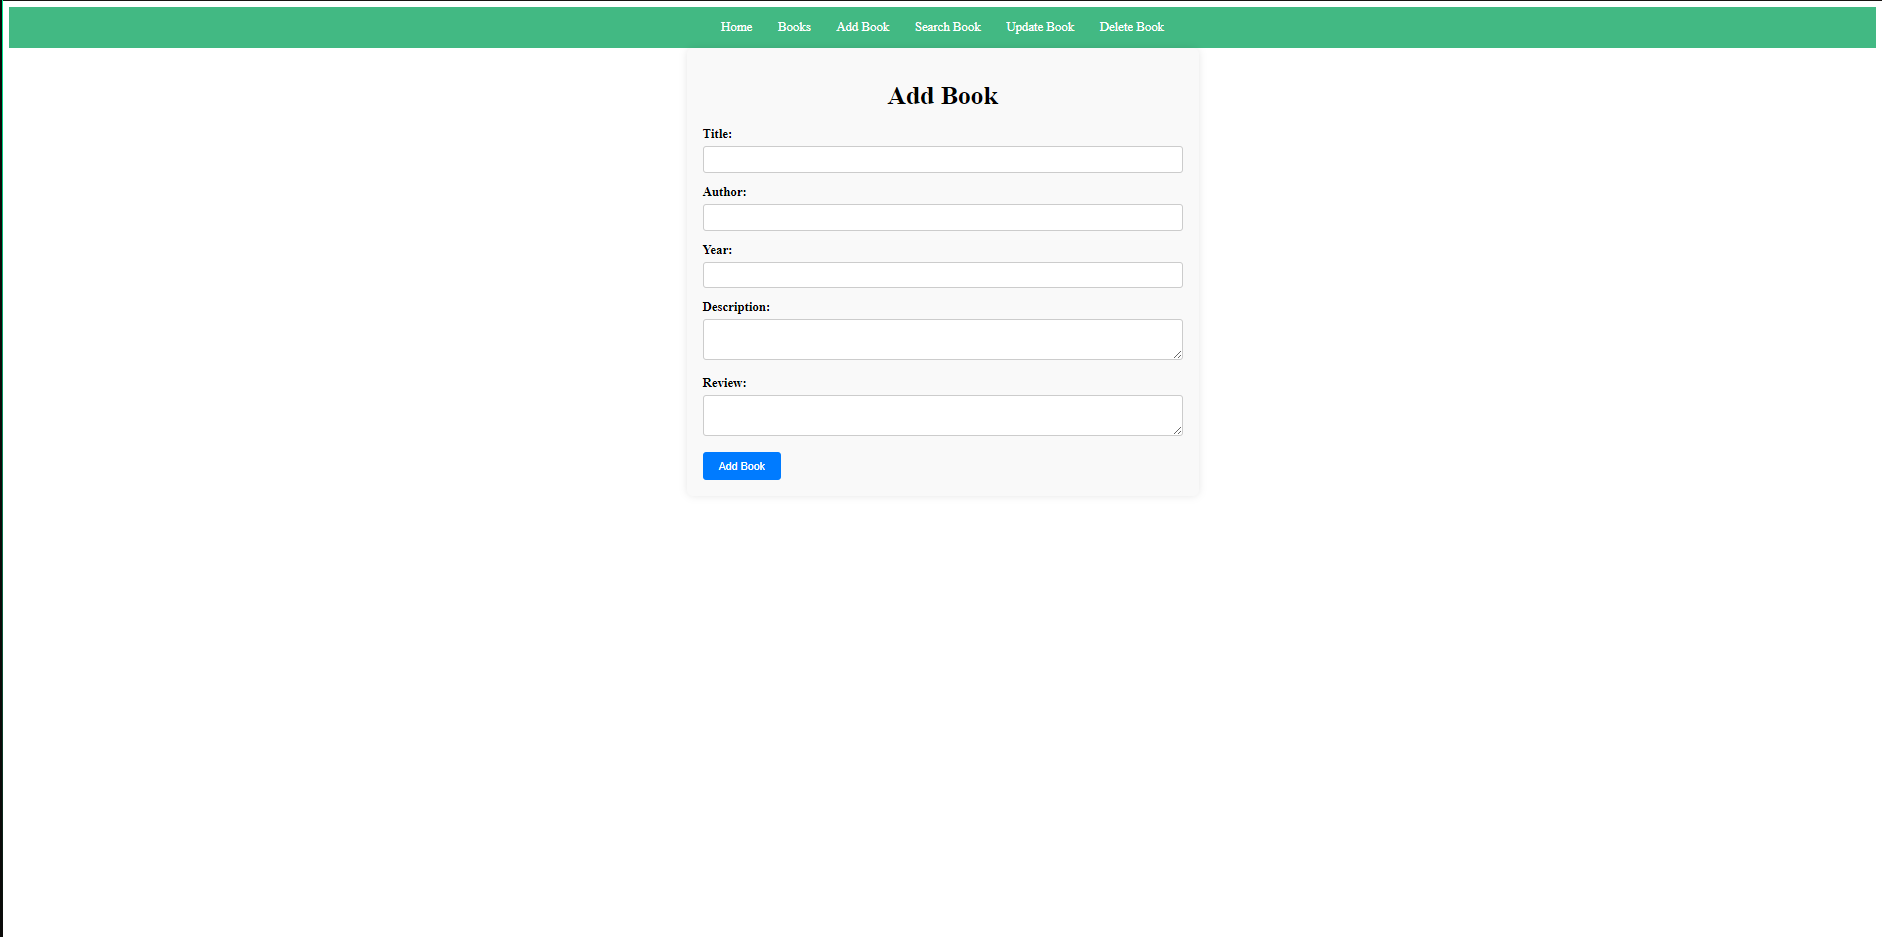 Home Books Add Book Search Book Update Book Delete Book
Add Book
Title:
Author:
Year:
Description:
Review:
Add Book